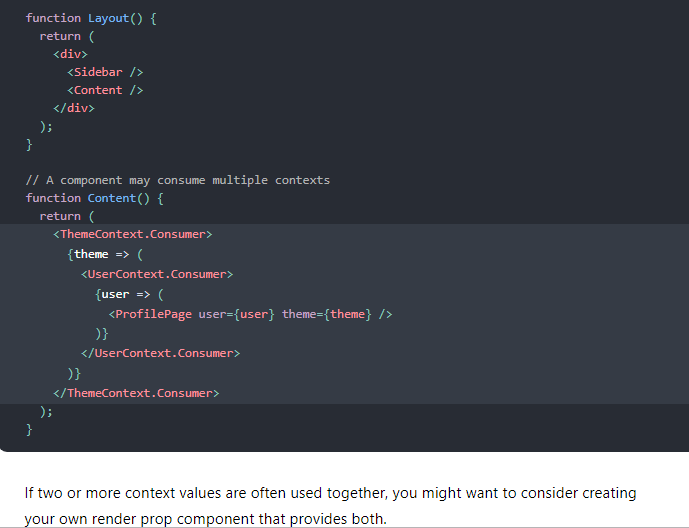 function Layout() {
return (
<div>
<Sidebar />
<Content />
</div>
);
}
// A component may consume multiple contexts
function Content() {
return (
<ThemeContext.Consumer>
{theme => (
<UserContext.Consumer>
{user => (
<ProfilePage user={user} theme={theme} />
)}
</UserContext.Consumer>
)}
</ThemeContext.Consumer>
);
}
If two or more context values are often used together, you might want to consider creating
your own render prop component that provides both.